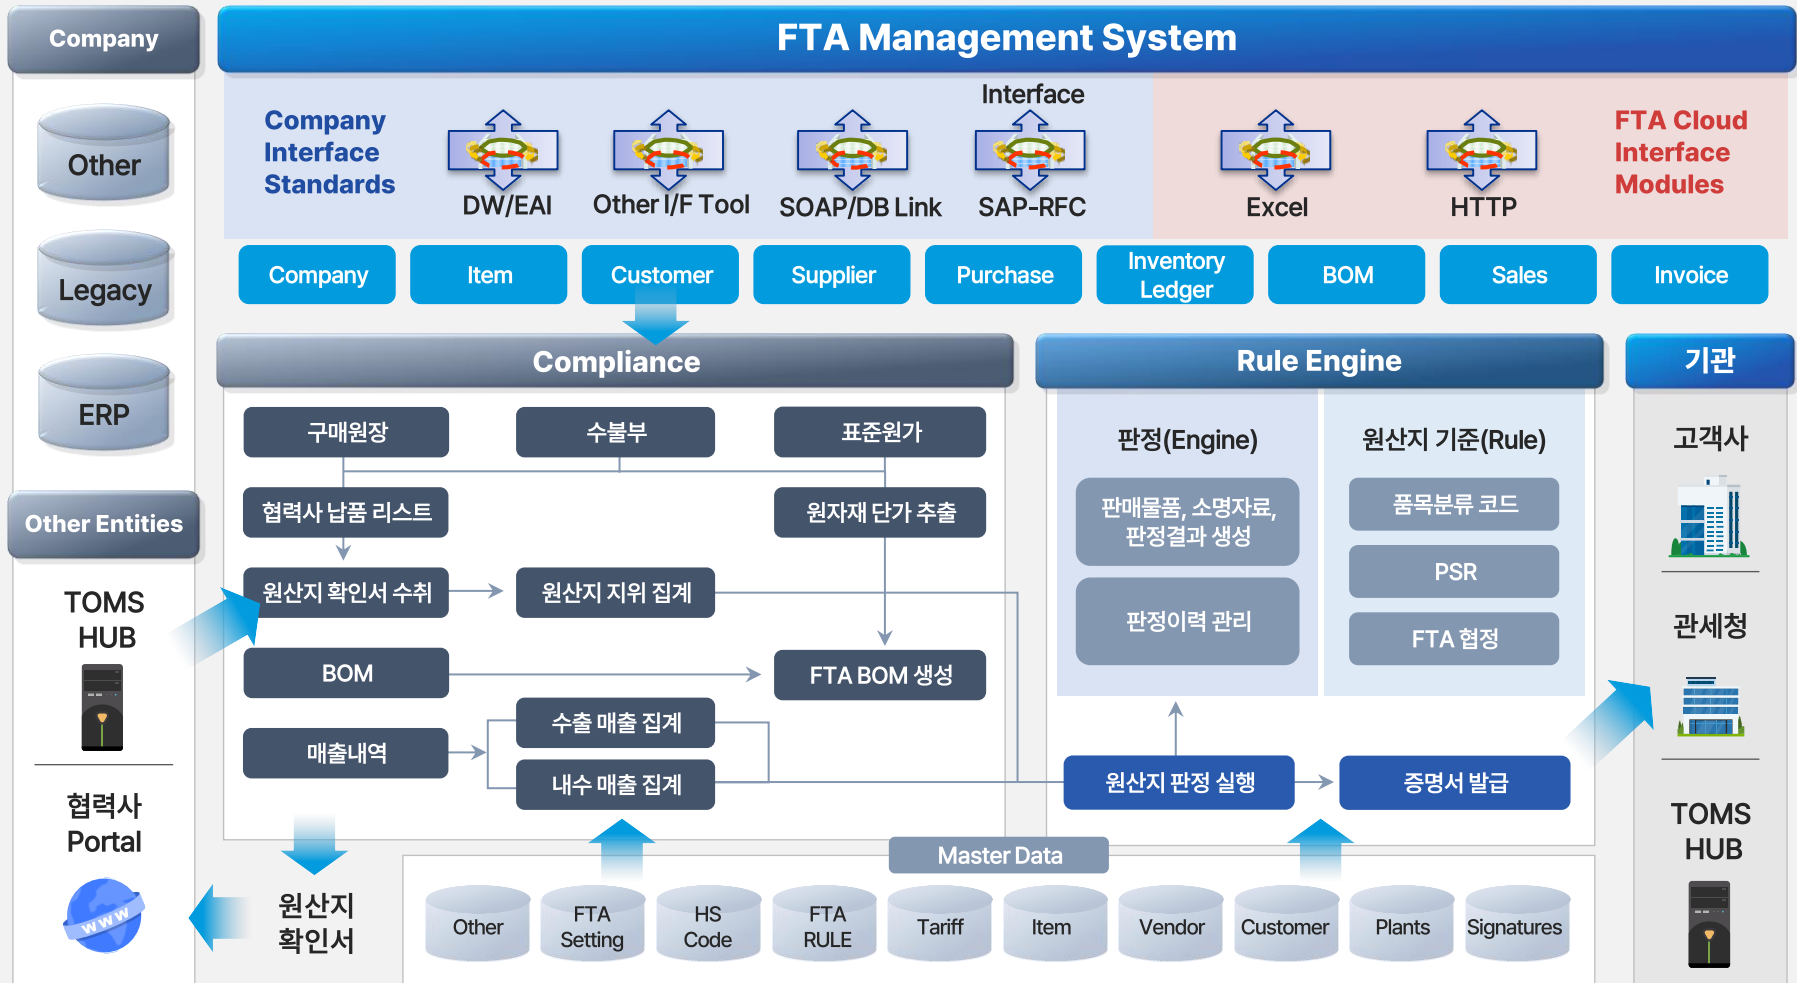 Company
FTA Management System
Other
Legacy
ERP
Company
Interface
Standards
DW/EAI
Other I/F Tool
SOAP/DB Link
Interface
SAP-RFC
Excel
HTTP
FTA Cloud
Interface
Modules
Company
Item
Customer
Supplier
Purchase
Inventory
Ledger
BOM
Sales
Invoice
Other Entities
TOMS
HUB
협력사
Portal
www
Compliance
구매원장
수불부
표준원가
협력사 납품 리스트
원자재 단가 추출
원산지 확인서 수취
원산지 지위 집계
BOM
FTA BOM 생성
수출 매출 집계
매출내역
내수 매출 집계
원산지
확인서
Rule Engine
판정(Engine)
판매물품, 소명자료,
판정결과 생성
판정이력 관리
원산지 기준(Rule)
품목분류 코드
PSR
FTA 협정
원산지 판정 실행
증명서 발급
기관
고객사
관세청
TOMS
HUB
Master Data
Other
FTA
Setting
HS
Code
FTA
RULE
Tariff
Item
Vendor
Customer
Plants
Signatures